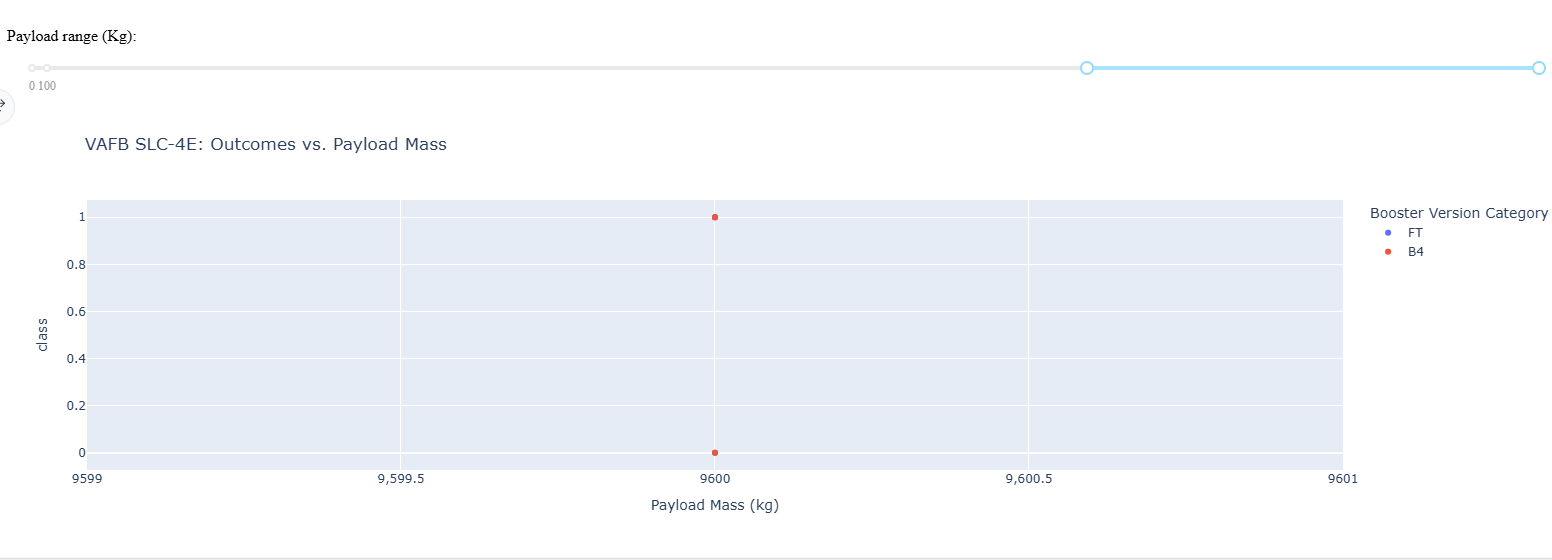 Payload range (Kg):
0 100
VAFB SLC-4E: Outcomes vs. Payload Mass
Booster Version Category
FT
B4
1
0.8
0.6
0.4
0.2
0
class
9599 9,599.5 9600 9,600.5 9601
Payload Mass (kg)